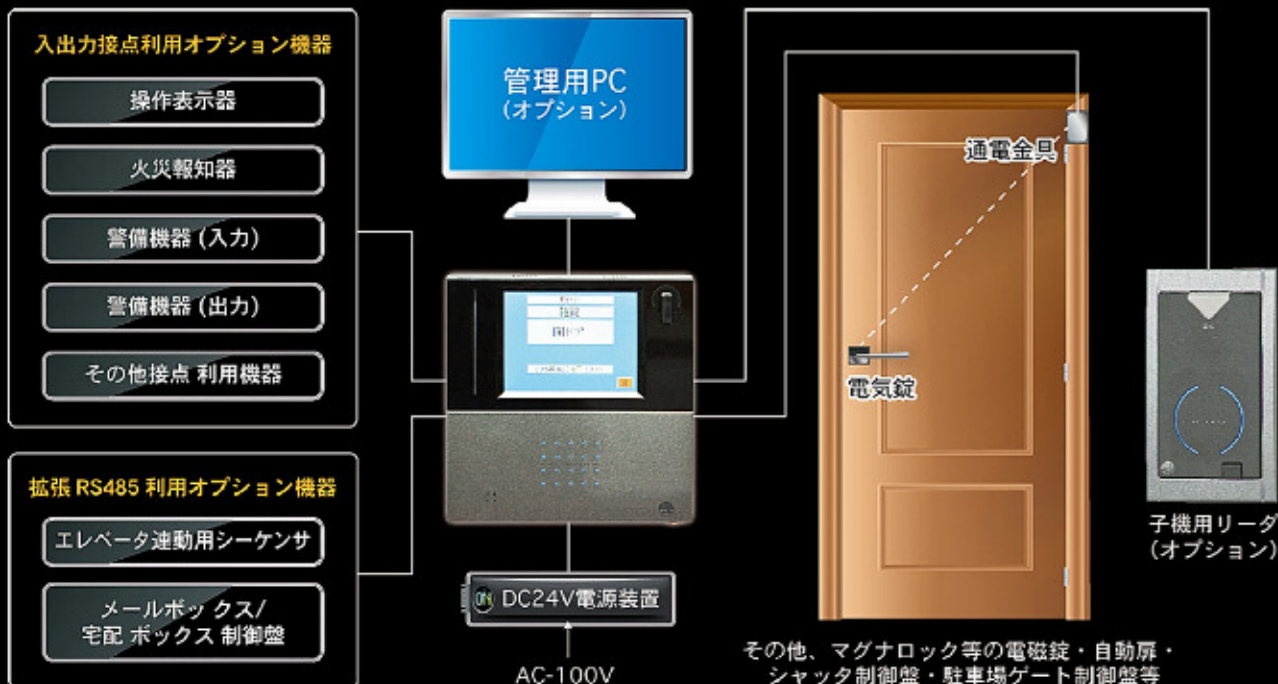 入出力接点利用オプション機器
操作表示器
火災報知器
警備機器 (入力)
警備機器 (出力)
その他接点 利用機器
拡張 RS485 利用オプション機器
エレベータ連動用シーケンサ
メールボックス/
宅配 ボックス 制御盤
管理用PC
(オプション)
DC24V電源装置
AC-100V
通電金具
電気錠
その他、マグナロック等の電磁錠・自動扉・
シャッタ制御盤・駐車場ゲート制御盤等
子機用リーダ
(オプション)